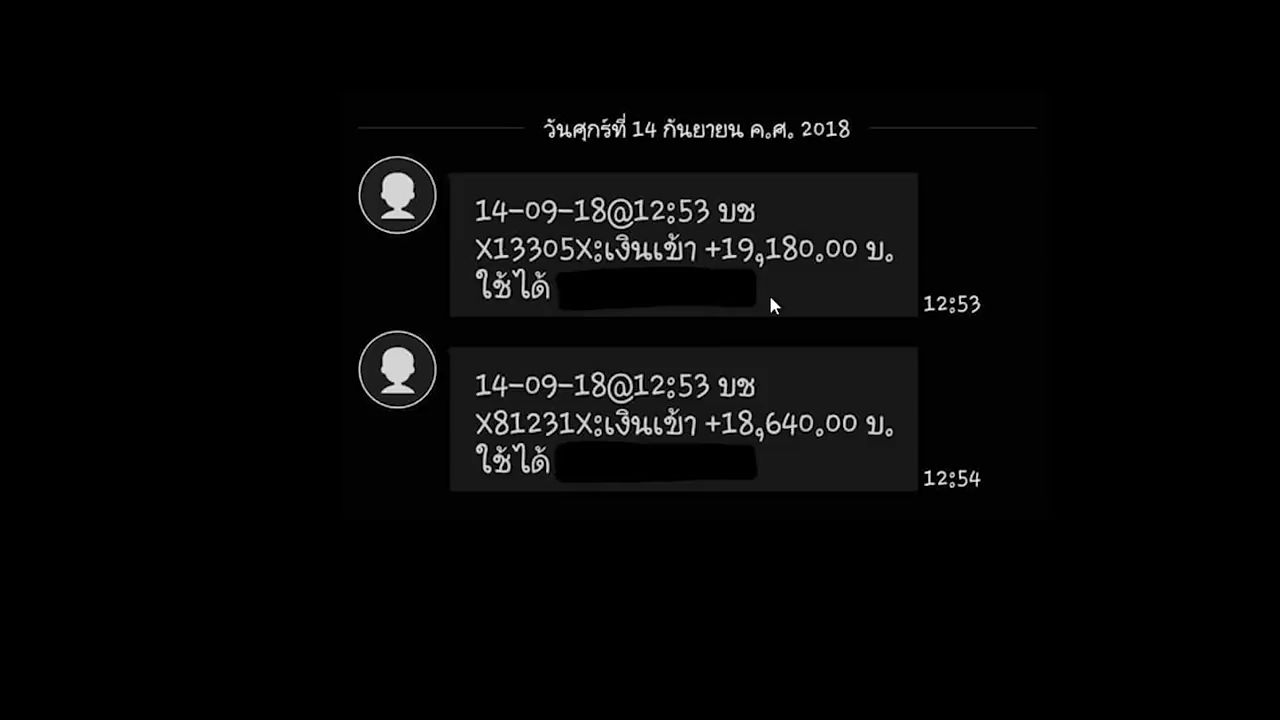 วันศุกร์ที่ 14 กันยายน ค.ศ. 2018
14-09-18@12:53 บช
X13305X:เงินเข้า +19,180.00 บ.
ใช้ได้
12:53
14-09-18@12:53 บช
X81231X:เงินเข้า +18,640.00 บ.
ใช้ได้
12:54